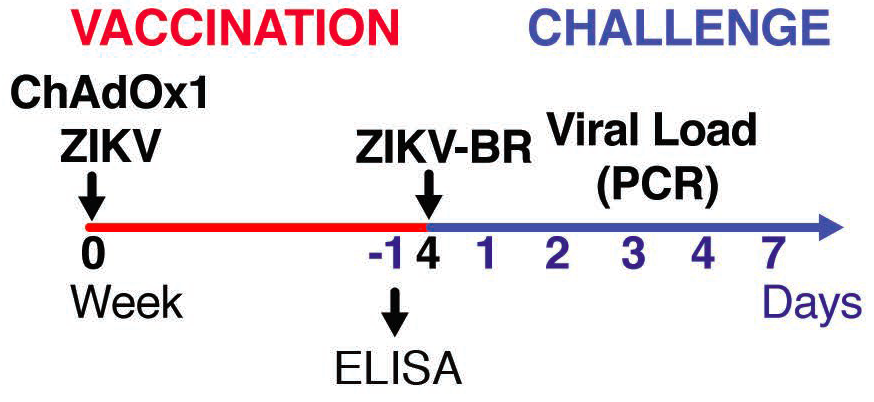 VACCINATION CHALLENGE
ChAdOx1
ZIKV
ZIKV-BR
Viral Load
(PCR)
0 -1 4 1 2 3 4 7
Week Days
ELISA